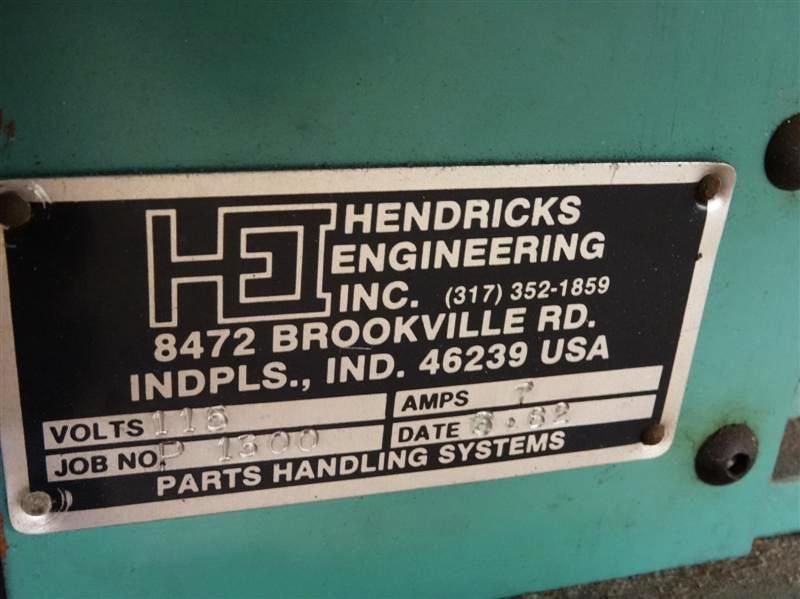 HEI
HENDRICKS
ENGINEERING
INC. (317) 352-1859
8472 BROOKVILLE RD.
INDPLS., IND. 46239 USA
VOLTS 115
AMPS 7
JOB NO. P 1300
DATE
PARTS HANDLING SYSTEMS